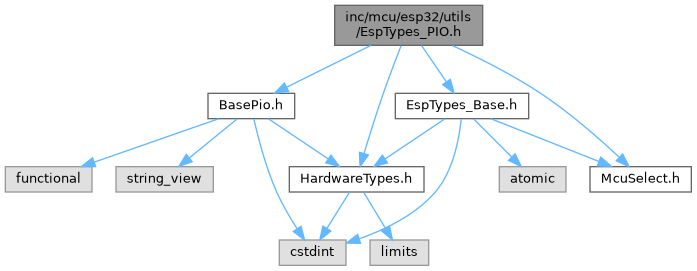 inc/mcu/esp32/utils
/EspTypes_PIO.h
BasePio.h
EspTypes_Base.h
functional
string_view
HardwareTypes.h
atomic
McuSelect.h
cstdint
limits